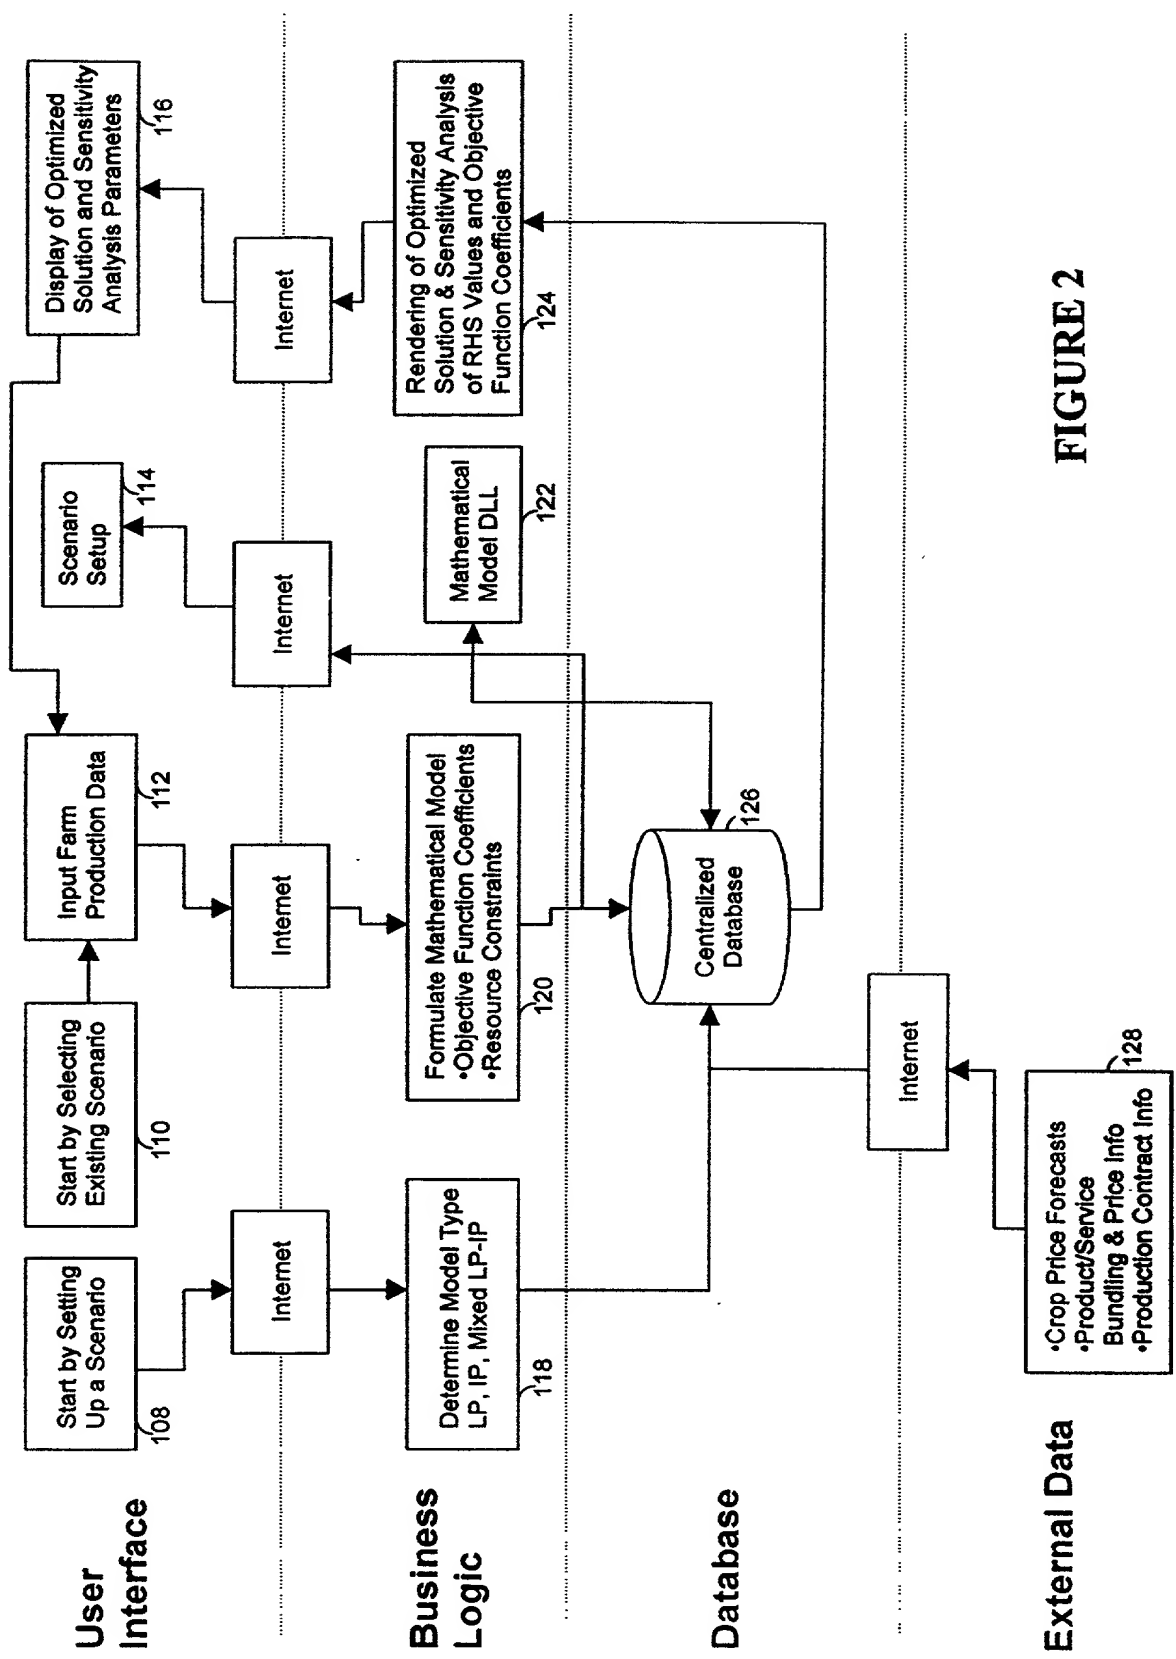 User
Interface
Start by Setting
Up a Scenario
108
Start by Selecting
Existing Scenario
110
Input Farm
Production Data
112
Scenario
Setup
114
Display of Optimized
Solution and Sensitivity
Analysis Parameters
116
Internet
Internet
Internet
Internet
Business
Logic
Determine Model Type
LP, IP, Mixed LP-IP
118
Formulate Mathematical Model
•Objective Function Coefficients
•Resource Constraints
120
Mathematical
Model DLL
122
Rendering of Optimized
Solution & Sensitivity Analysis
of RHS Values and Objective
Function Coefficients
124
Database
Centralized
Database
126
Internet
External Data
•Crop Price Forecasts
•Product/Service
Bundling & Price Info
•Production Contract Info
128
FIGURE 2